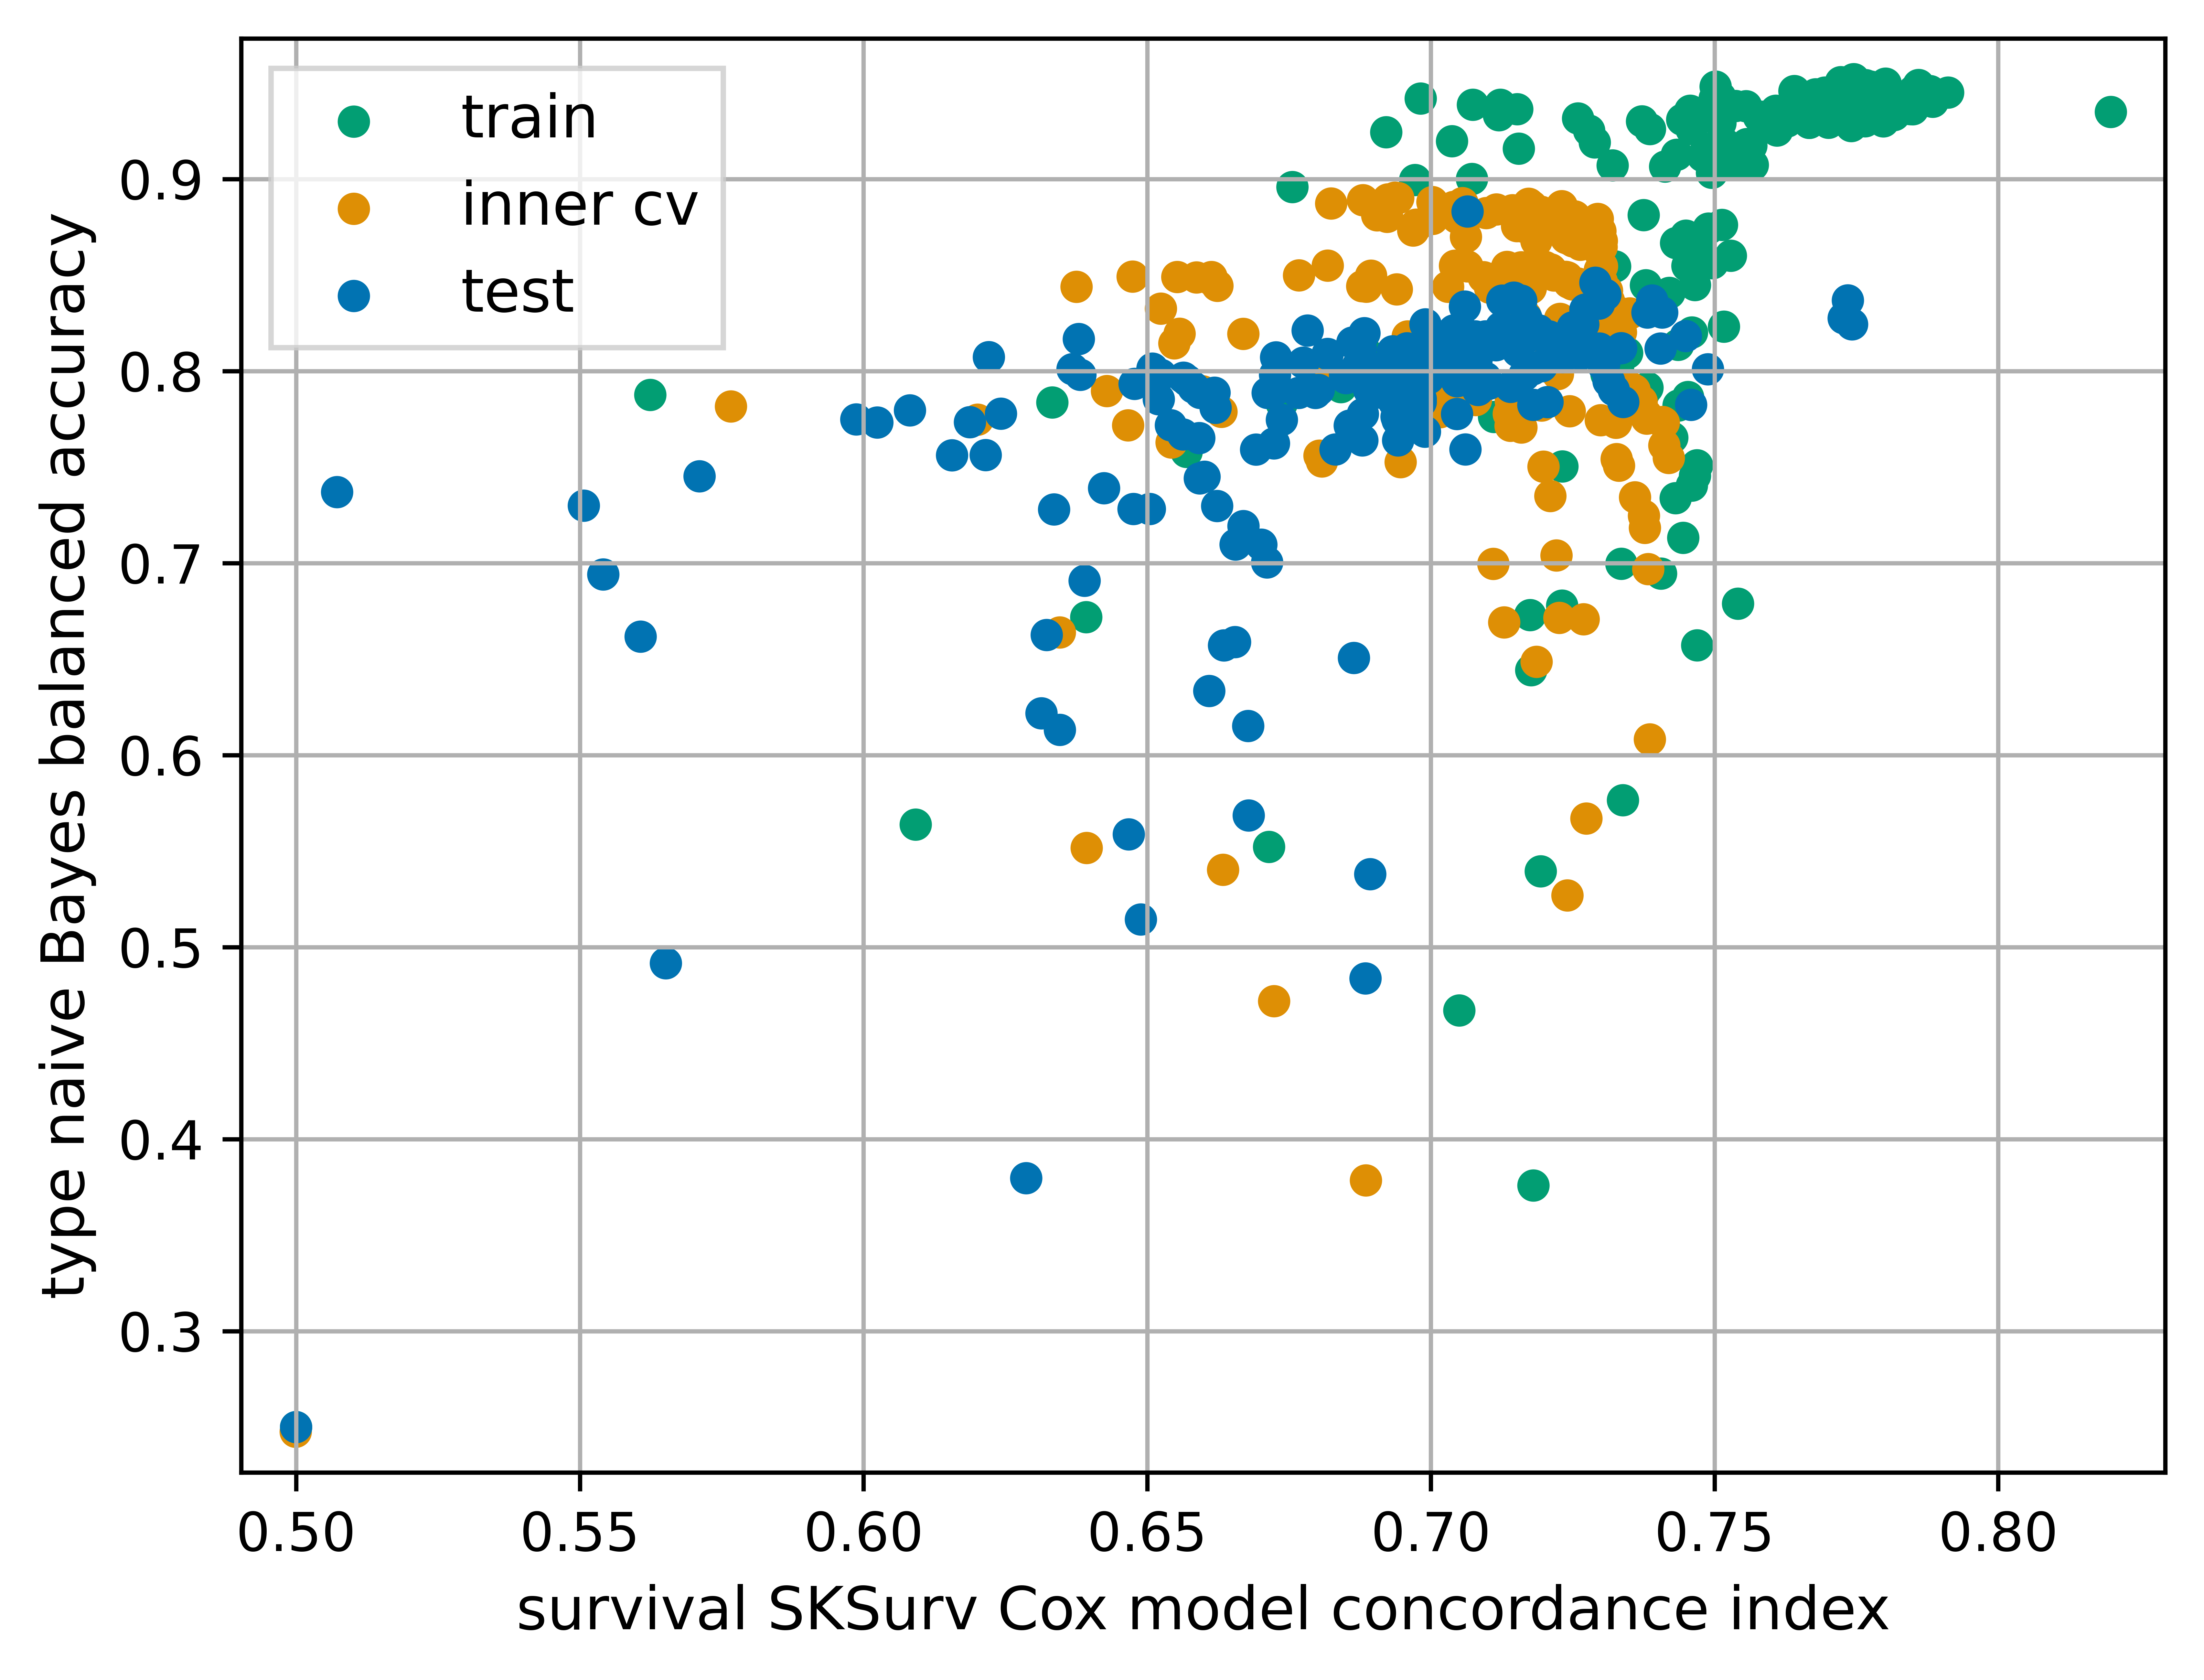 train
inner cv
test
type naive Bayes balanced accuracy
0.9
0.8
0.7
0.6
0.5
0.4
0.3
0.50 0.55 0.60 0.65 0.70 0.75 0.80
survival SKSurv Cox model concordance index